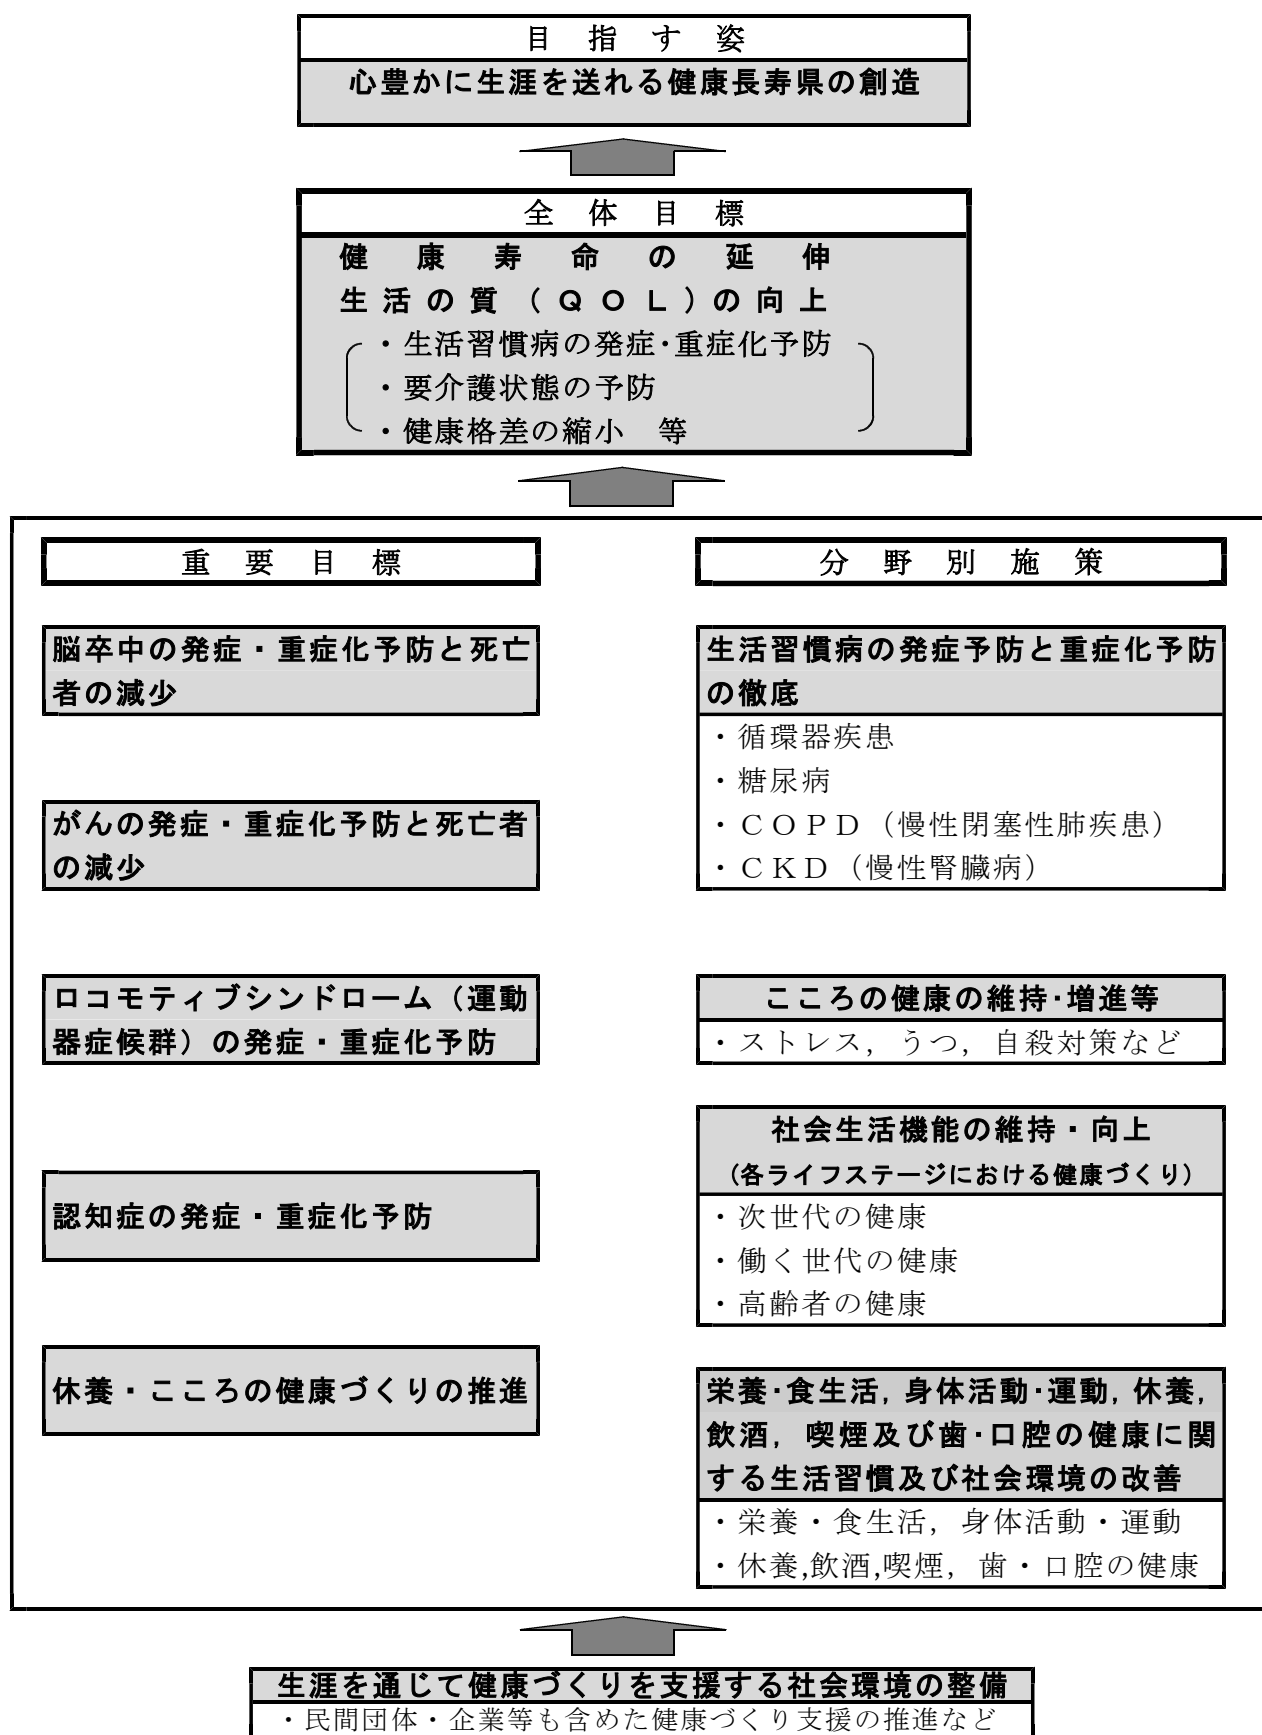 目指す姿
心豊かに生涯を送れる健康長寿県の創造
全体目標
健康寿命の延伸
生活の質(QOL)の向上
・生活習慣病の発症･重症化予防
・要介護状態の予防
・健康格差の縮小　等
重要目標
脳卒中の発症・重症化予防と死亡
者の減少
がんの発症・重症化予防と死亡者
の減少
ロコモティブシンドローム（運動
器症候群）の発症・重症化予防
認知症の発症・重症化予防
休養・こころの健康づくりの推進
分野別施策
生活習慣病の発症予防と重症化予防
の徹底
・循環器疾患
・糖尿病
・ＣＯＰＤ（慢性閉塞性肺疾患）
・ＣＫＤ（慢性腎臓病）
こころの健康の維持･増進等
・ストレス，うつ，自殺対策など
社会生活機能の維持・向上
（各ライフステージにおける健康づくり）
・次世代の健康
・働く世代の健康
・高齢者の健康
栄養･食生活，身体活動･運動，休養，
飲酒，喫煙及び歯･口腔の健康に関
する生活習慣及び社会環境の改善
・栄養・食生活，身体活動・運動
・休養,飲酒,喫煙，歯・口腔の健康
生涯を通じて健康づくりを支援する社会環境の整備
・民間団体・企業等も含めた健康づくり支援の推進など